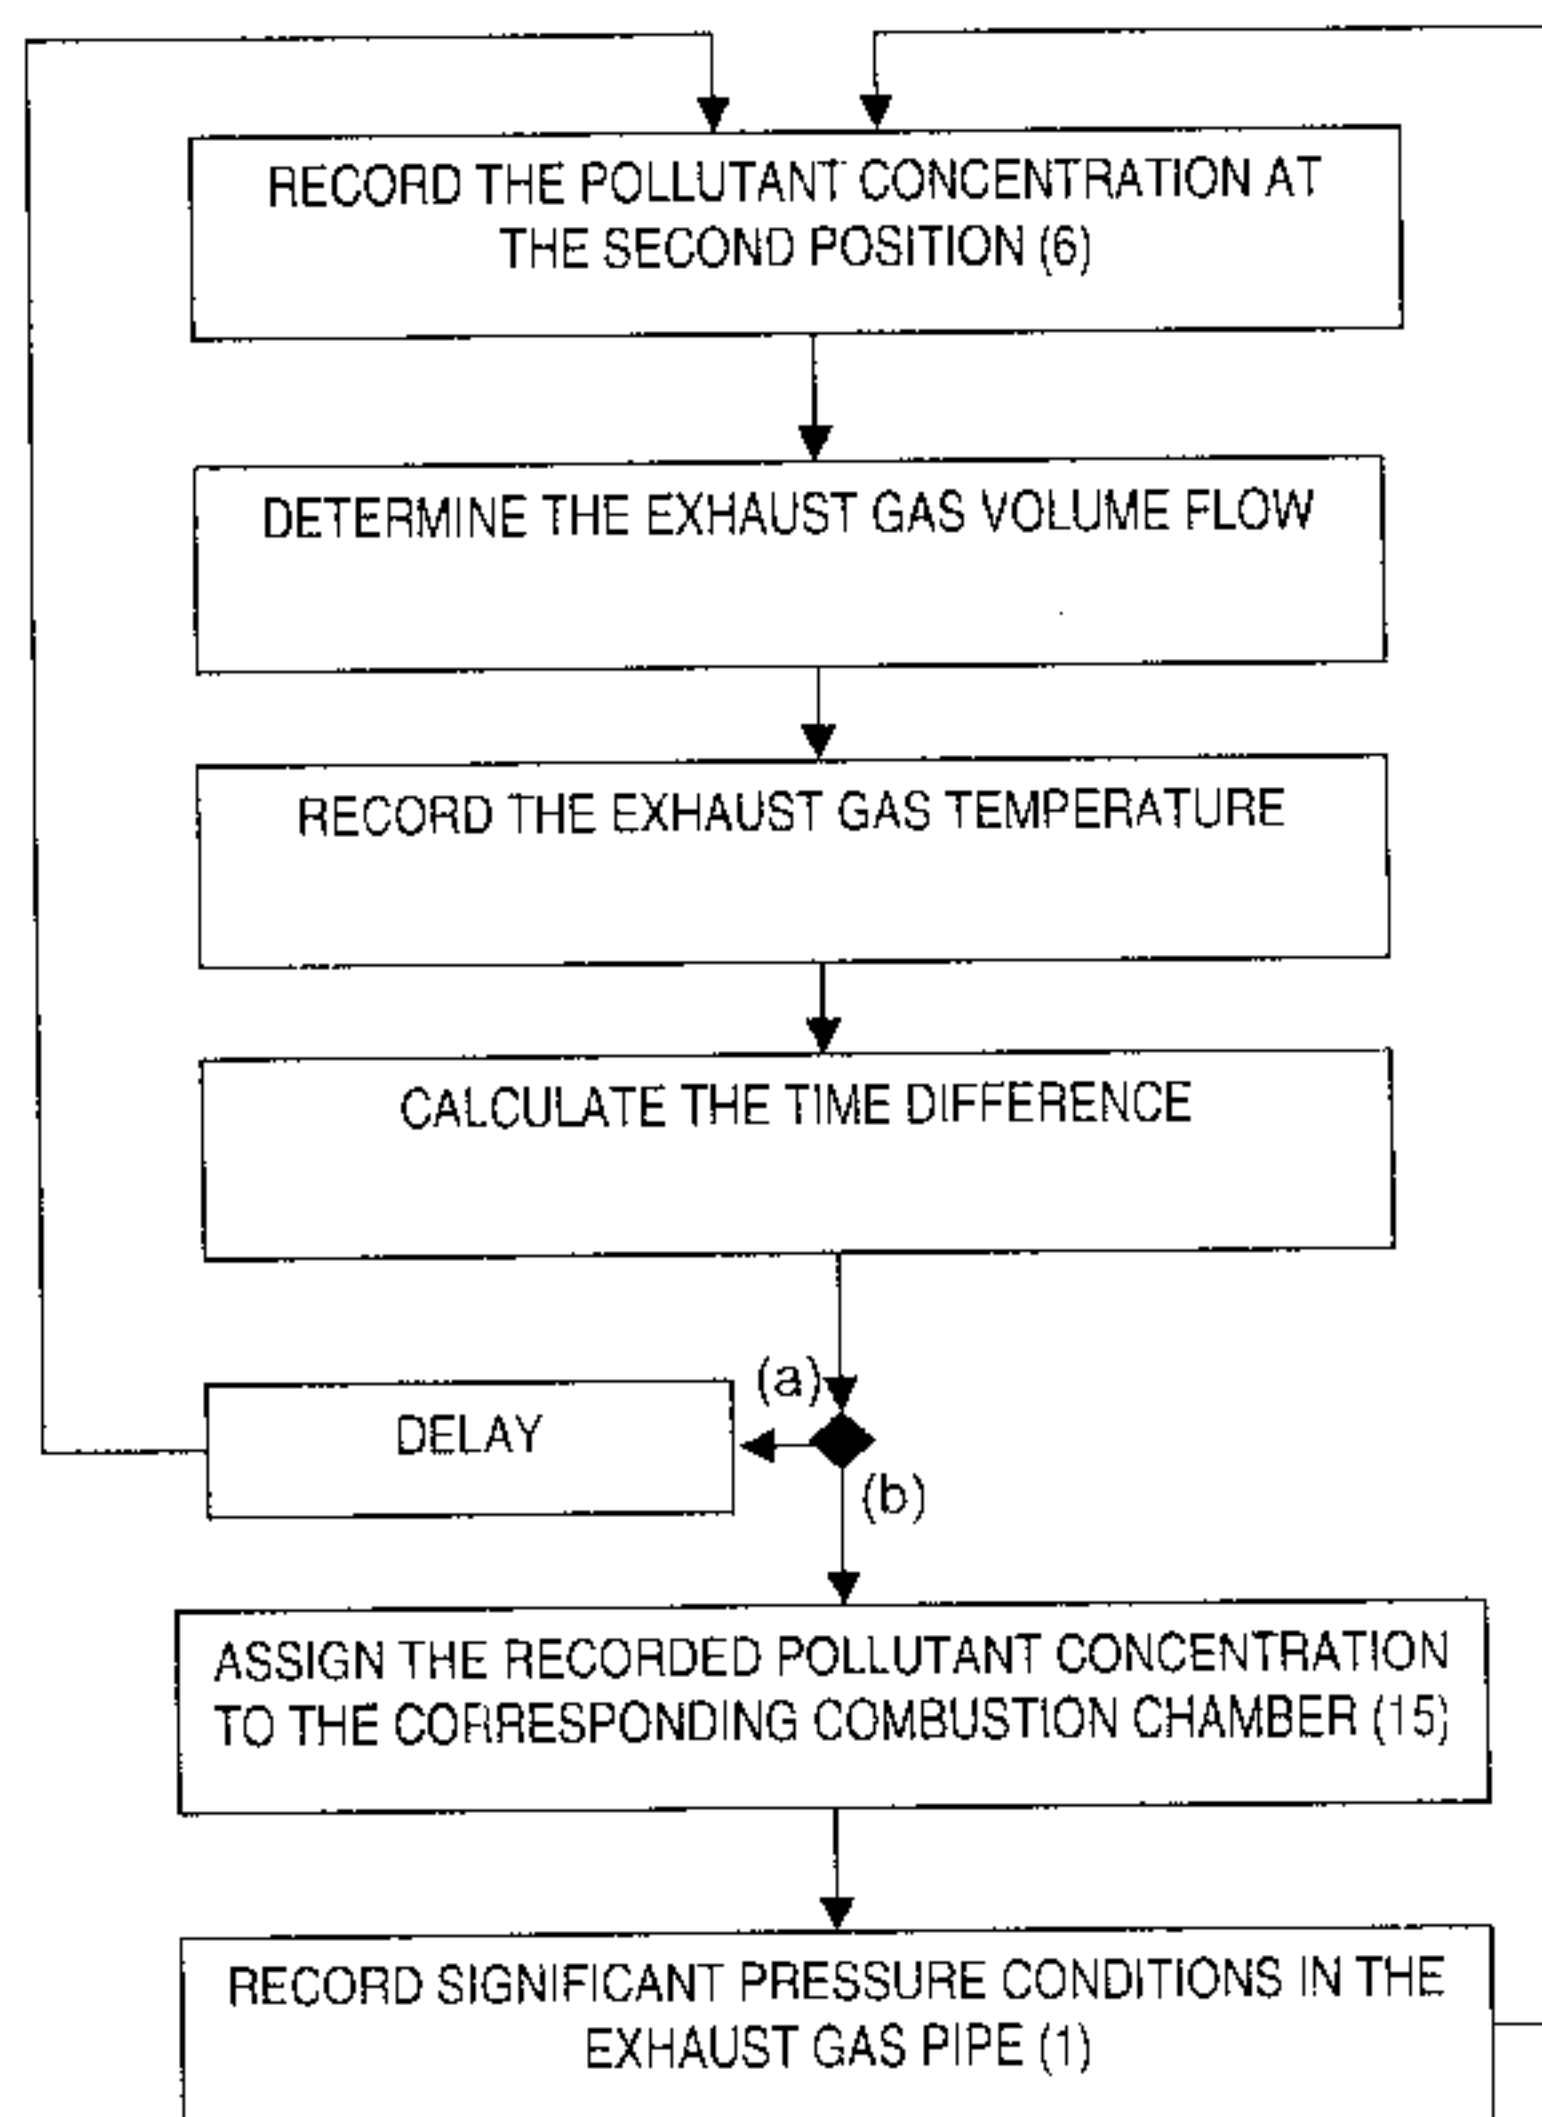 RECORD THE POLLUTANT CONCENTRATION AT
THE SECOND POSITION (6)
DETERMINE THE EXHAUST GAS VOLUME FLOW
RECORD THE EXHAUST GAS TEMPERATURE
CALCULATE THE TIME DIFFERENCE
(a)
DELAY
(b)
ASSIGN THE RECORDED POLLUTANT CONCENTRATION
TO THE CORRESPONDING COMBUSTION CHAMBER (15)
RECORD SIGNIFICANT PRESSURE CONDITIONS IN THE
EXHAUST GAS PIPE (1)